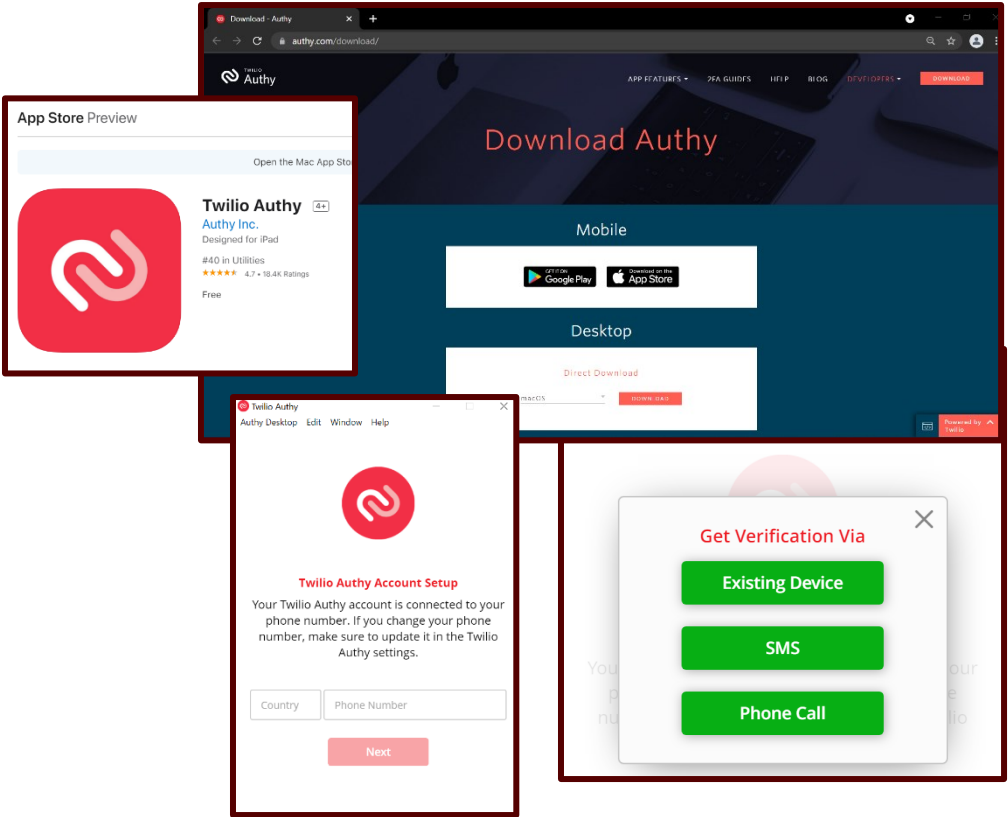 Download - Authy
authy.com/download/
TWILIO
Authy
APP FEATURES
2FA GUIDES
HELP
BLOG
DEVELOPERS
DOWNLOAD
Download Authy
Mobile
GET IT ON
Google Play
Download on the
App Store
Desktop
Direct Download
macOS
DOWNLOAD
Powered by
Twilio
App Store Preview
Open the Mac App Sto
Twilio Authy 4+
Authy Inc.
Designed for iPad
#40 in Utilities
4.7 • 18.4K Ratings
Free
Twilio Authy
Authy Desktop Edit Window Help
Twilio Authy Account Setup
Your Twilio Authy account is connected to your
phone number. If you change your phone
number, make sure to update it in the Twilio
Authy settings.
Country
Phone Number
Next
Get Verification Via
Existing Device
SMS
Phone Call
You
our
p
e
nu
lio